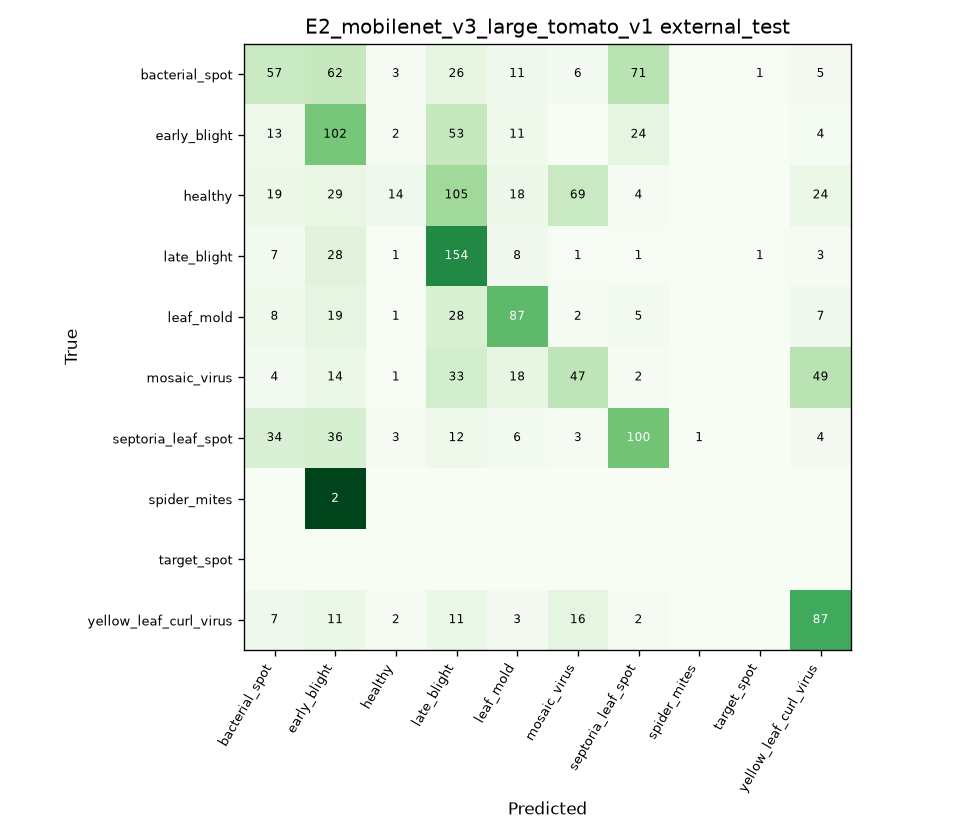 E2_mobilenet_v3_large_tomato_v1 external_test
True
bacterial_spot 57 62 3 26 11 6 71 1 5
early_blight 13 102 2 53 11 24 4
healthy 19 29 14 105 18 69 4 24
late_blight 7 28 1 154 8 1 1 1 3
leaf_mold 8 19 1 28 87 2 5 7
mosaic_virus 4 14 1 33 18 47 2 49
septoria_leaf_spot 34 36 3 12 6 3 100 1 4
spider_mites 2
target_spot
yellow_leaf_curl_virus 7 11 2 11 3 16 2 87
bacterial_spot
early_blight
healthy
late_blight
leaf_mold
mosaic_virus
septoria_leaf_spot
spider_mites
target_spot
yellow_leaf_curl_virus
Predicted